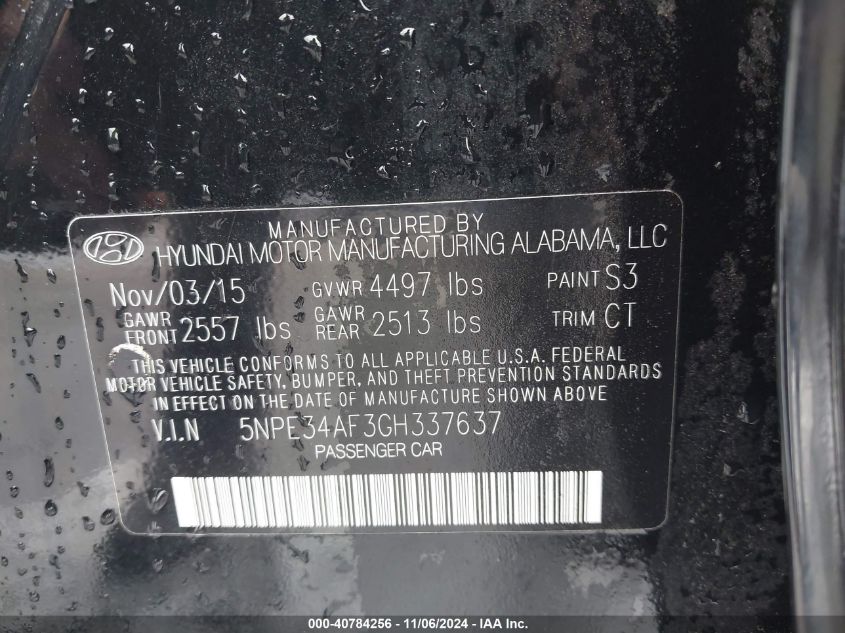 MANUFACTURED BY
HYUNDAI MOTOR MANUFACTURING ALABAMA, LLC
Nov/03/15 GVWR 4497 lbs PAINT S3
GAWR FRONT 2557 lbs GAWR REAR 2513 lbs TRIM CT
THIS VEHICLE CONFORMS TO ALL APPLICABLE U.S.A. FEDERAL
MOTOR VEHICLE SAFETY, BUMPER, AND THEFT PREVENTION STANDARDS
IN EFFECT ON THE DATE OF MANUFACTURE SHOWN ABOVE
V.I.N 5NPE34AF3GH337637
PASSENGER CAR
000-40784256 - 11/06/2024 - IAA Inc.